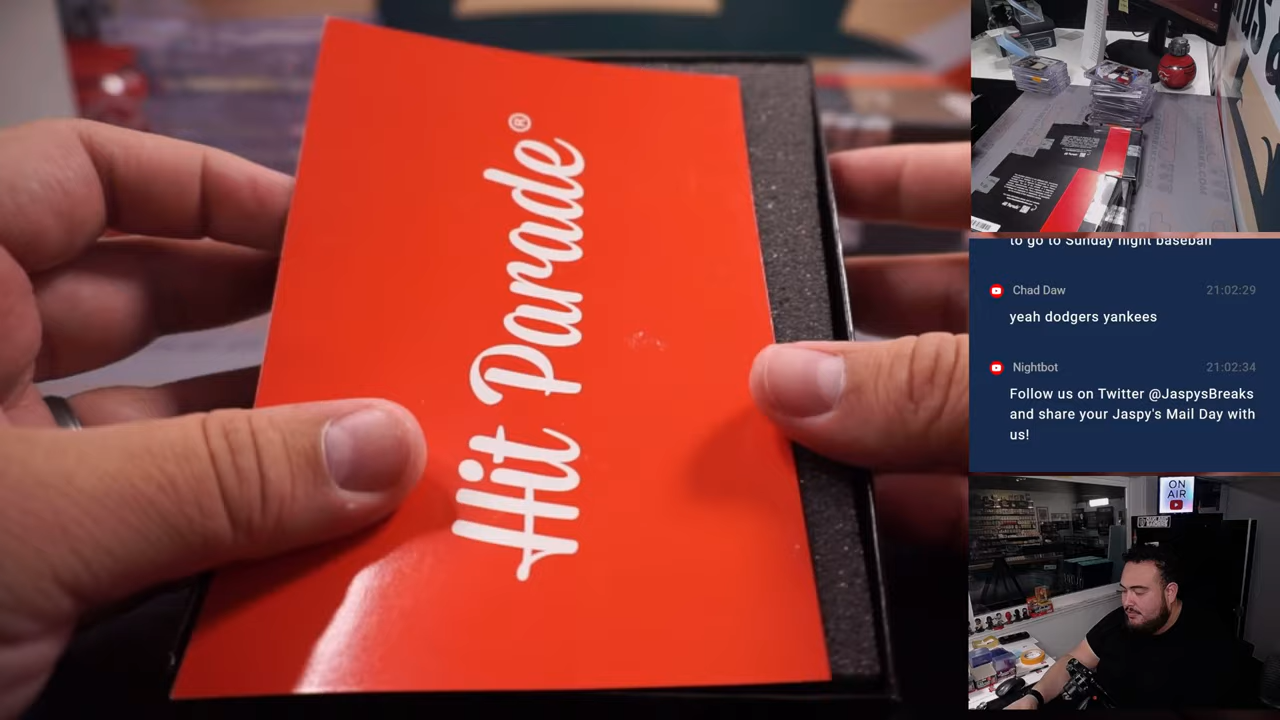 Hit Parade®
to go to Sunday night baseball
Chad Daw
21:02:29
yeah dodgers yankees
Nightbot
21:02:34
Follow us on Twitter @JaspysBreaks
and share your Jaspy's Mail Day with
us!
ON
AIR